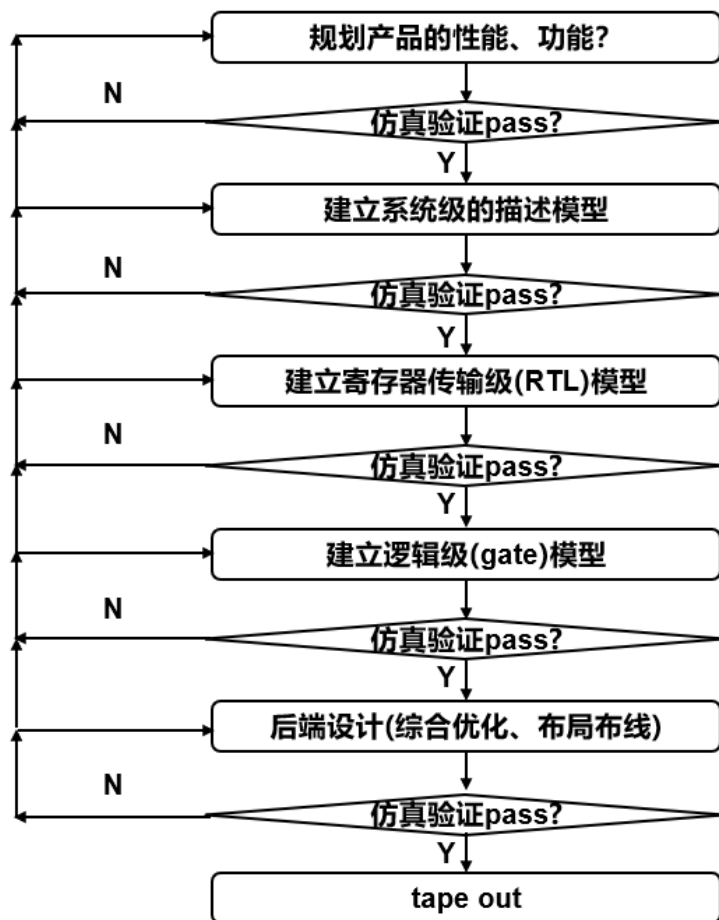 规划产品的性能、功能?
N
仿真验证pass?
Y
建立系统级的描述模型
N
仿真验证pass?
Y
建立寄存器传输级(RTL)模型
N
仿真验证pass?
Y
建立逻辑级(gate)模型
N
仿真验证pass?
Y
后端设计(综合优化、布局布线)
N
仿真验证pass?
Y
tape out